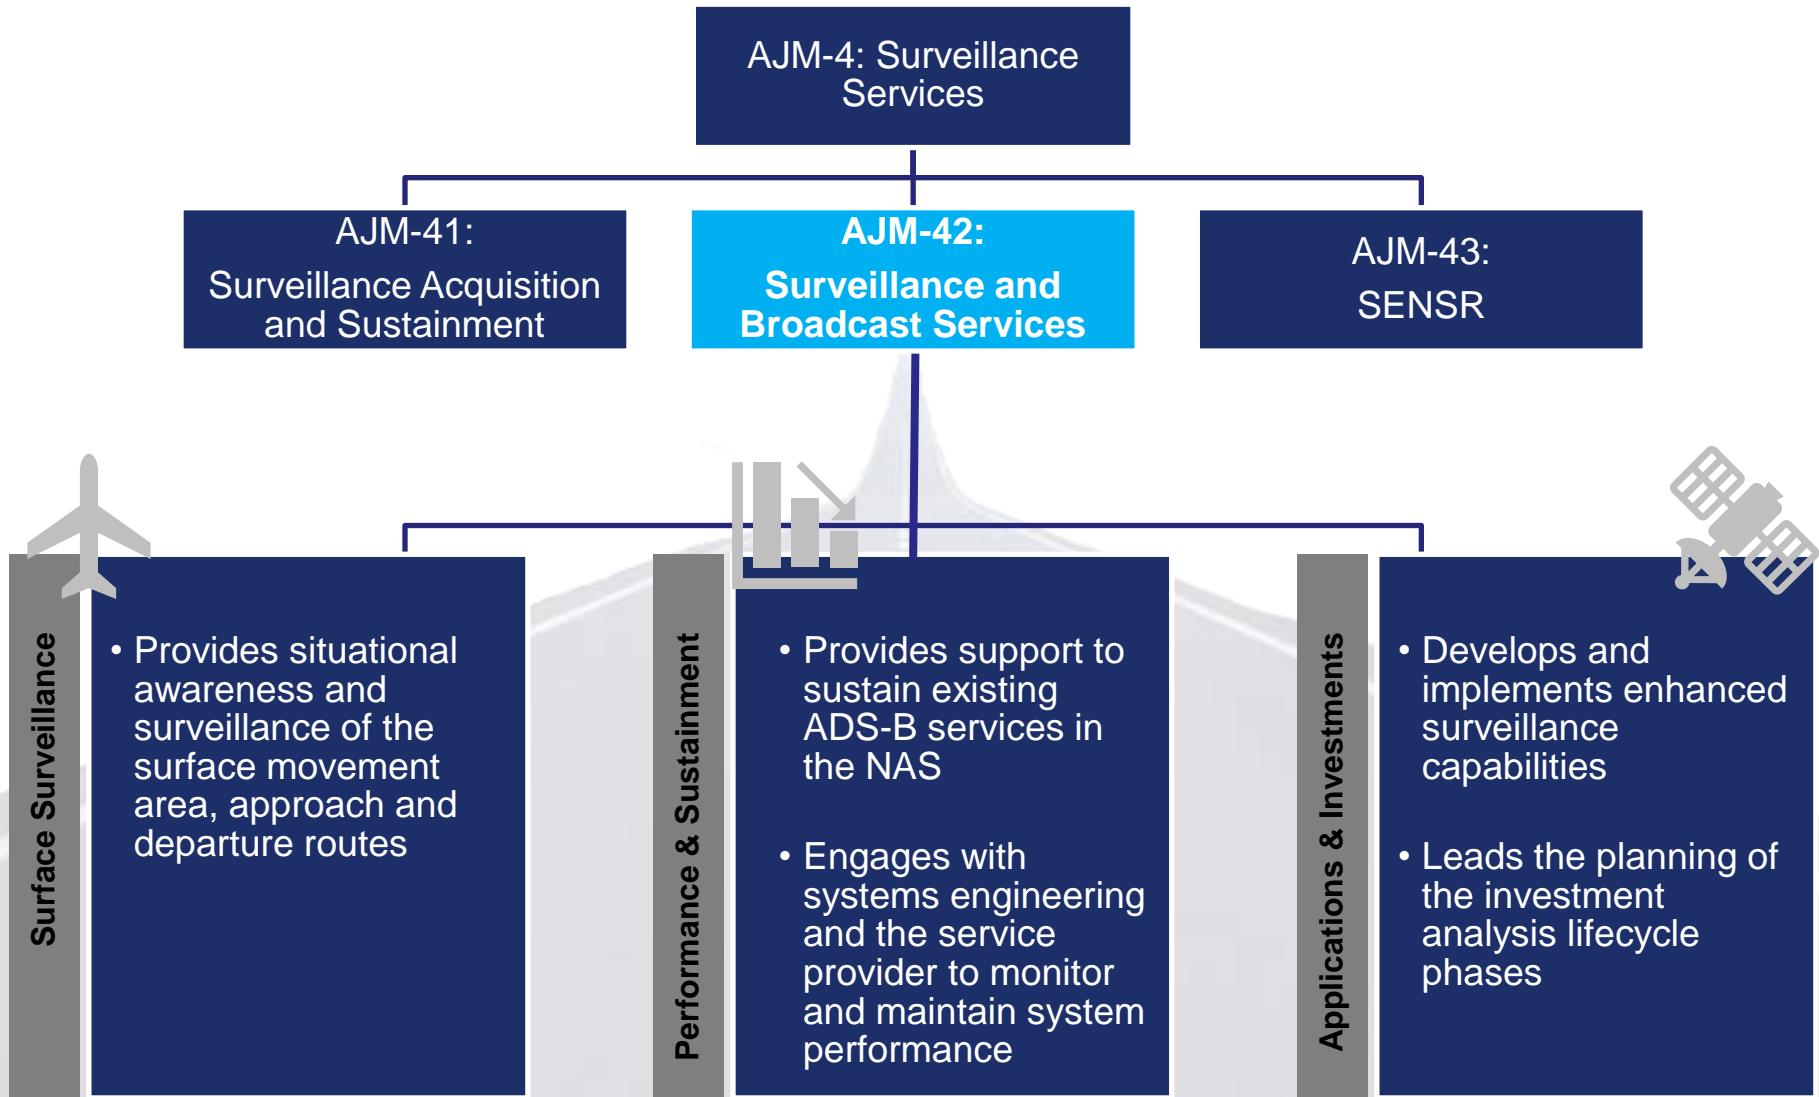 AJM-4: Surveillance
Services
AJM-41:
Surveillance Acquisition
and Sustainment
AJM-42:
Surveillance and
Broadcast Services
AJM-43:
SENSR
Surface Surveillance
• Provides situational
awareness and
surveillance of the
surface movement
area, approach and
departure routes
Performance & Sustainment
• Provides support to
sustain existing
ADS-B services in
the NAS
• Engages with
systems engineering
and the service
provider to monitor
and maintain system
performance
Applications & Investments
• Develops and
implements enhanced
surveillance
capabilities
• Leads the planning of
the investment
analysis lifecycle
phases